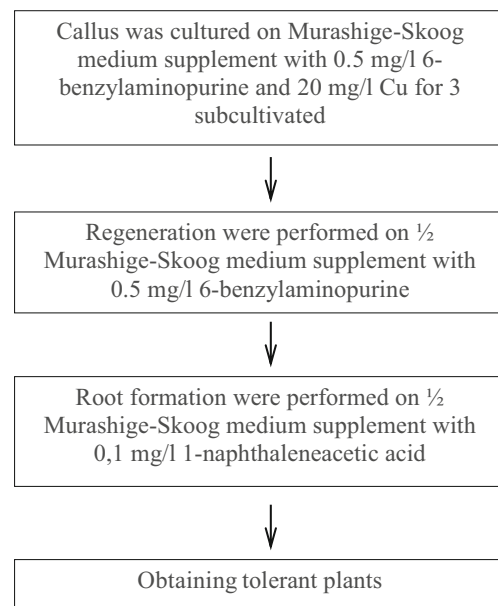 Callus was cultured on Murashige-Skoog
medium supplement with 0.5 mg/l 6-
benzylaminopurine and 20 mg/l Cu for 3
subcultivated
Regeneration were performed on ½
Murashige-Skoog medium supplement with
0.5 mg/l 6-benzylaminopurine
Root formation were performed on ½
Murashige-Skoog medium supplement with
0,1 mg/l 1-naphthaleneacetic acid
Obtaining tolerant plants